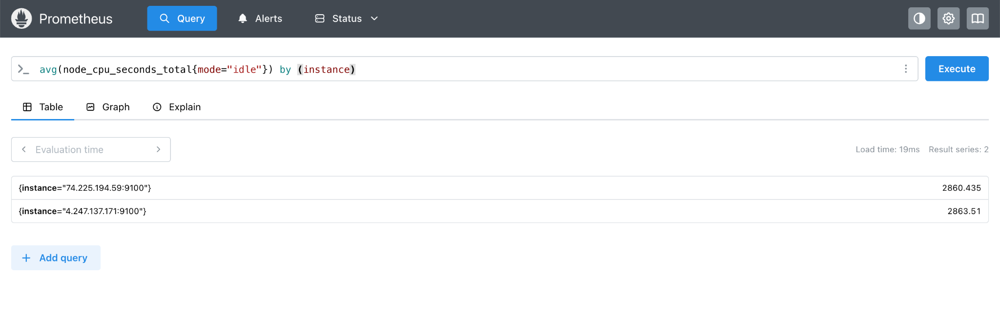 Prometheus Query Alerts Status
avg(node_cpu_seconds_total{mode="idle"}) by (instance) Execute
Table Graph Explain
Evaluation time Load time: 19ms Result series: 2
{instance="74.225.194.59:9100"} 2860.435
{instance="4.247.137.171:9100"} 2863.51
Add query